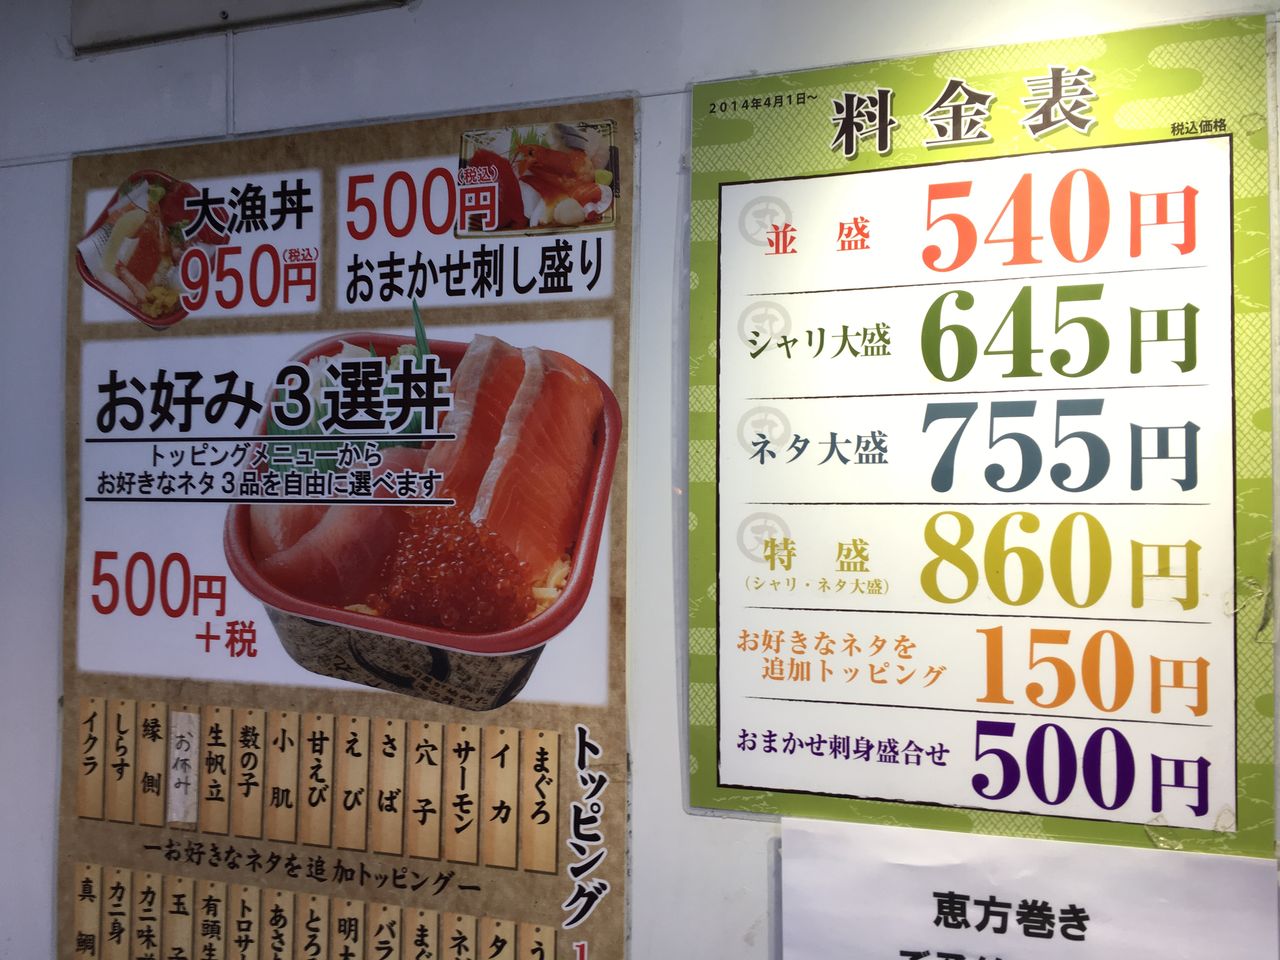 大漁丼
950円(税込)
500円(税込)
おまかせ刺し盛り
お好み3選丼
トッピングメニューから
お好きなネタ3品を自由に選べます
500円
+税
トッピング
まぐろ
イカ
サーモン
穴子
さば
えび
甘えび
小肌
数の子
生帆立
お休み
縁側
しらす
イクラ
ーお好きなネタを追加トッピングー
玉
カニ身
真鯛
2014年4月1日～
料金表
税込価格
並盛 540円
シャリ大盛 645円
ネタ大盛 755円
特盛 860円
(シャリ・ネタ大盛)
お好きなネタを
追加トッピング 150円
おまかせ刺身盛合せ 500円
恵方巻き